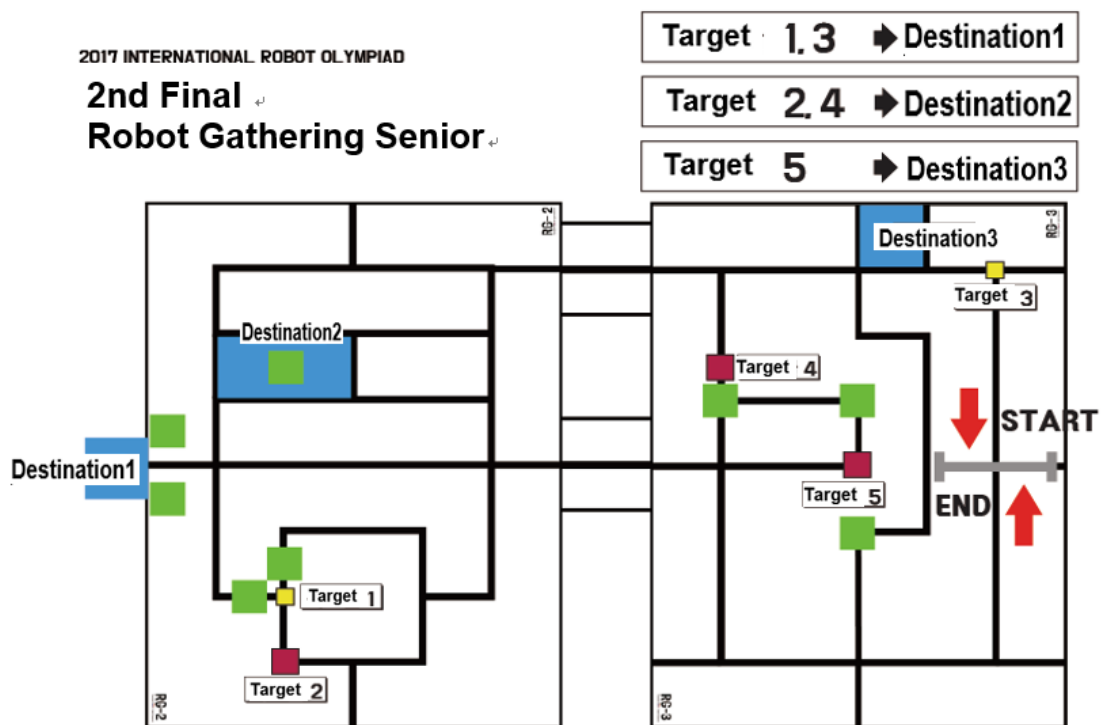 2017 INTERNATIONAL ROBOT OLYMPIAD
2nd Final
Robot Gathering Senior
Target 1,3 ➔ Destination1
Target 2,4 ➔ Destination2
Target 5 ➔ Destination3
RG-2
RG-3
Destination3
Target 3
Destination2
Target 4
START
Destination1
Target 5
END
Target 1
Target 2
RG-2
RG-3